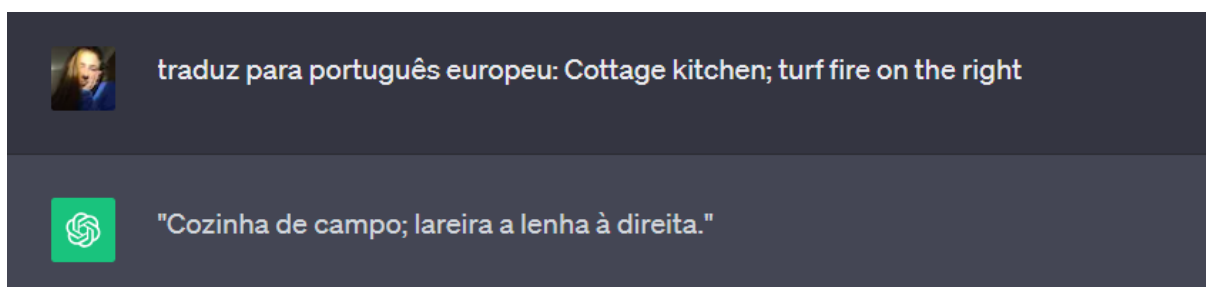 traduz para português europeu: Cottage kitchen; turf fire on the right
"Cozinha de campo; lareira a lenha à direita."